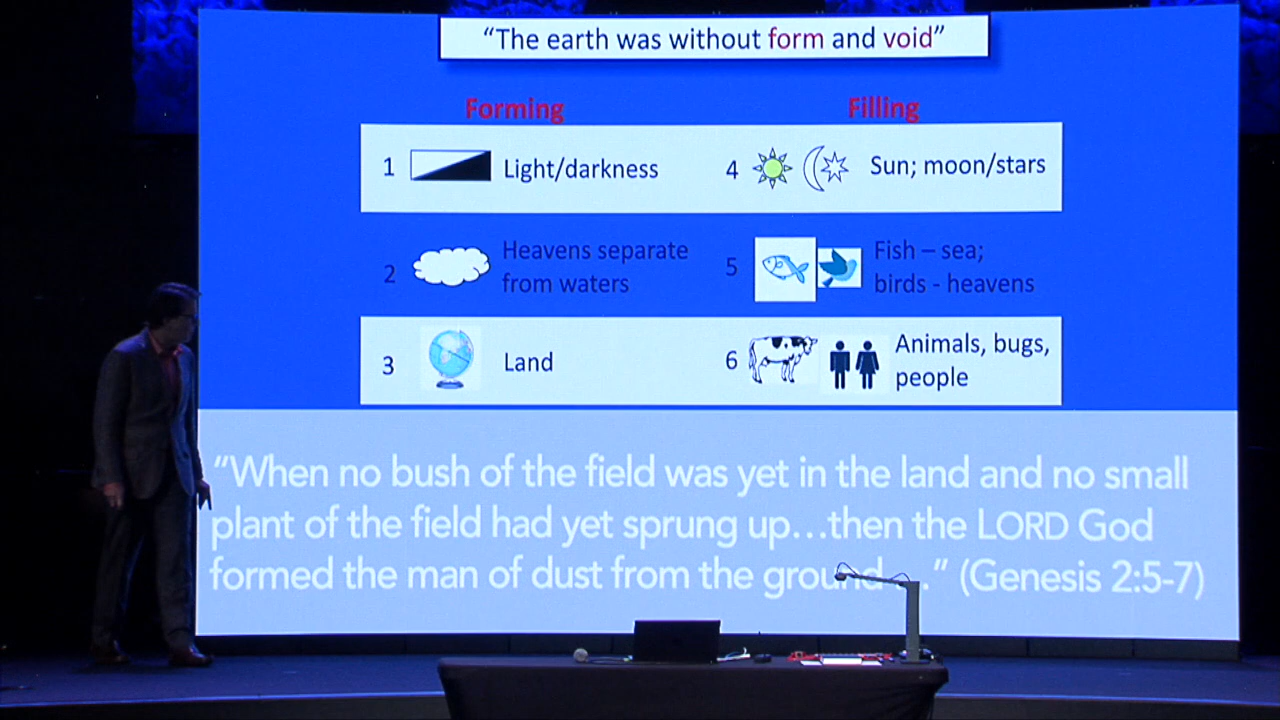 “The earth was without form and void”
Forming Filling
1 Light/darkness 4 Sun; moon/stars
2 Heavens separate from waters 5 Fish – sea; birds - heavens
3 Land 6 Animals, bugs, people
“When no bush of the field was yet in the land and no small
plant of the field had yet sprung up...then the LORD God
formed the man of dust from the ground...” (Genesis 2:5-7)